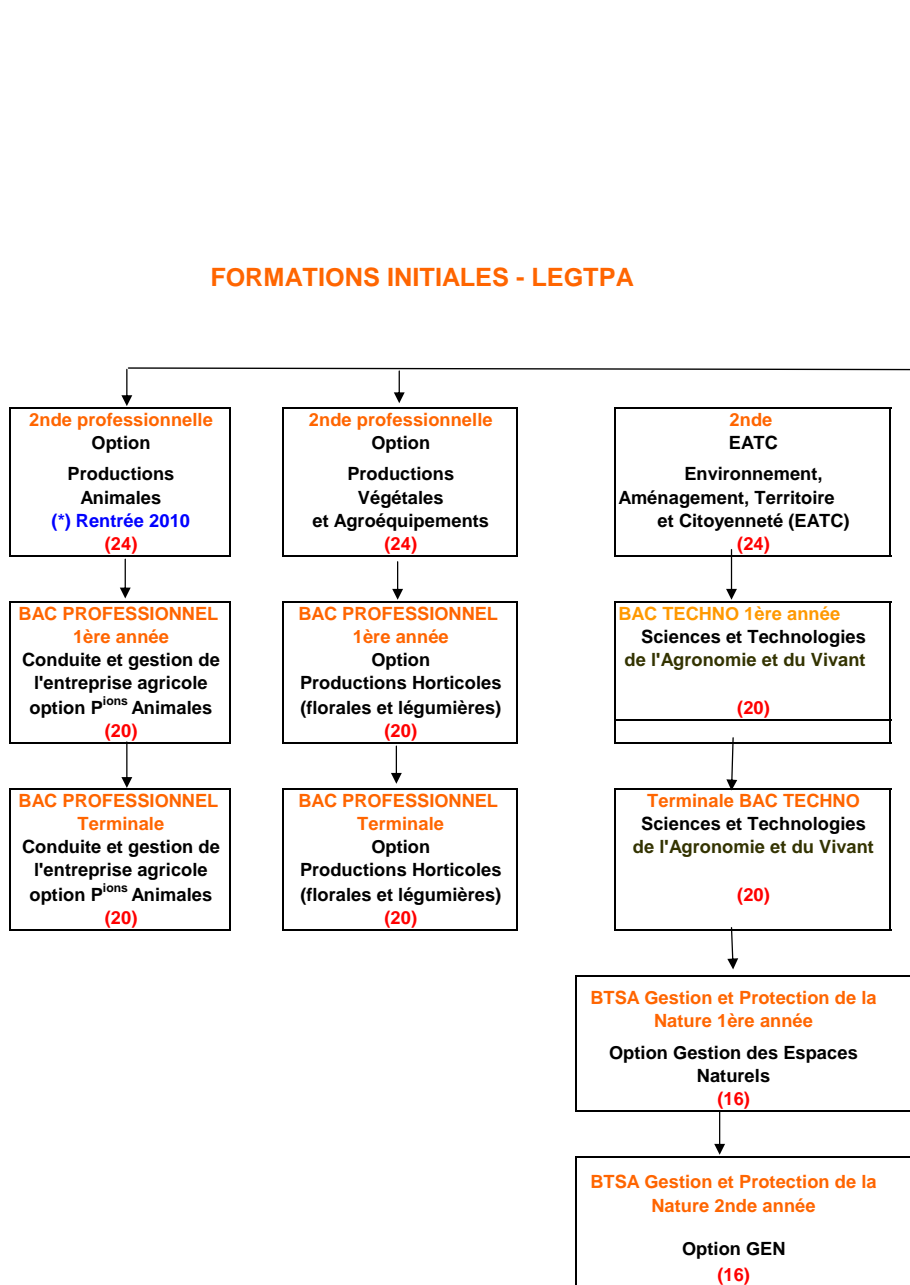 FORMATIONS INITIALES - LEGTPA
2nde professionnelle
Option
Productions
Animales
(*) Rentrée 2010
(24)
2nde professionnelle
Option
Productions
Végétales
et Agroéquipements
(24)
2nde
EATC
Environnement,
Aménagement, Territoire
et Citoyenneté (EATC)
(24)
BAC PROFESSIONNEL
1ère année
Conduite et gestion de
l'entreprise agricole
option Pions Animales
(20)
BAC PROFESSIONNEL
1ère année
Option
Productions Horticoles
(florales et légumières)
(20)
BAC TECHNO 1ère année
Sciences et Technologies
de l'Agronomie et du Vivant
(20)
BAC PROFESSIONNEL
Terminale
Conduite et gestion de
l'entreprise agricole
option Pions Animales
(20)
BAC PROFESSIONNEL
Terminale
Option
Productions Horticoles
(florales et légumières)
(20)
Terminale BAC TECHNO
Sciences et Technologies
de l'Agronomie et du Vivant
(20)
BTSA Gestion et Protection de la
Nature 1ère année
Option Gestion des Espaces
Naturels
(16)
BTSA Gestion et Protection de la
Nature 2nde année
Option GEN
(16)